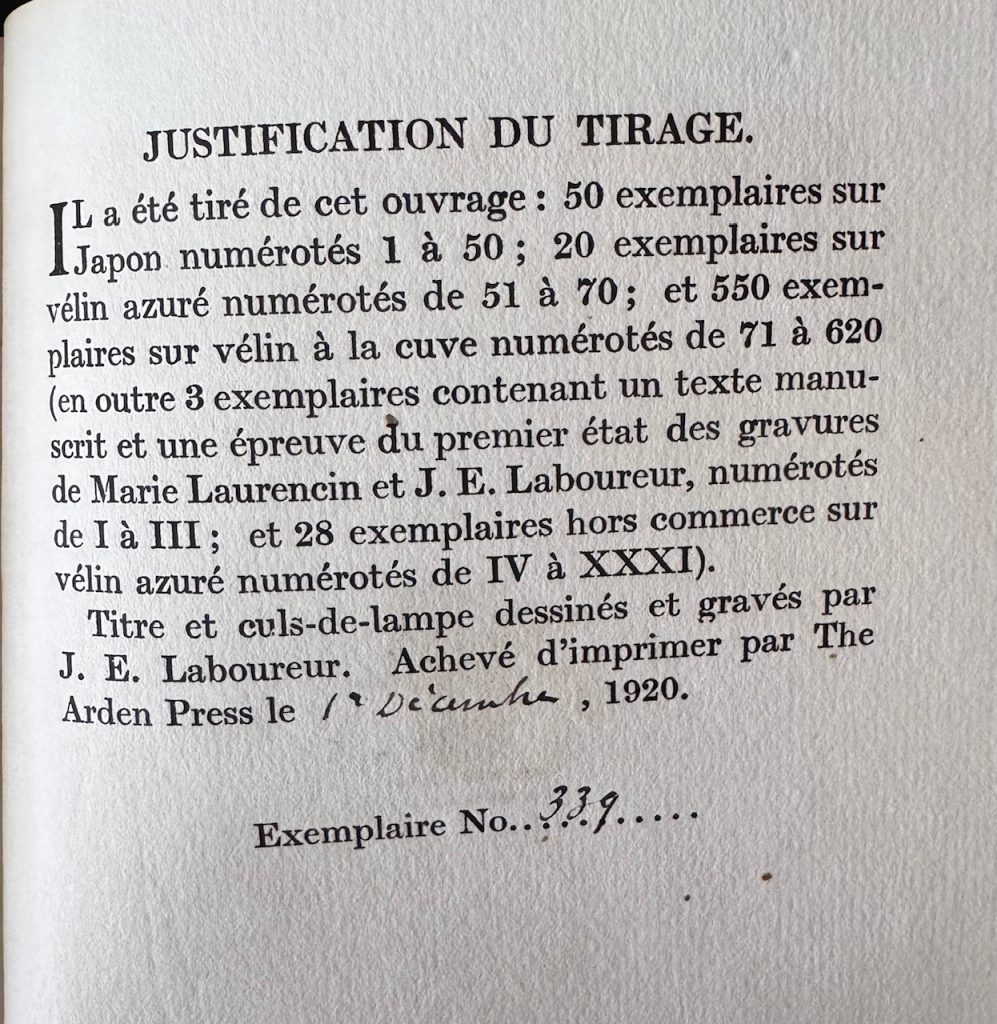 JUSTIFICATION DU TIRAGE.
IL a été tiré de cet ouvrage : 50 exemplaires sur
Japon numérotés 1 à 50 ; 20 exemplaires sur
vélin azuré numérotés de 51 à 70 ; et 550 exem-
plaires sur vélin à la cuve numérotés de 71 à 620
(en outre 3 exemplaires contenant un texte manu-
scrit et une épreuve du premier état des gravures
de Marie Laurencin et J. E. Laboureur, numérotés
de I à III ; et 28 exemplaires hors commerce sur
vélin azuré numérotés de IV à XXXI).
Titre et culs-de-lampe dessinés et gravés par
J. E. Laboureur. Achevé d'imprimer par The
Arden Press le 1er Décembre , 1920.
Exemplaire No...339.....